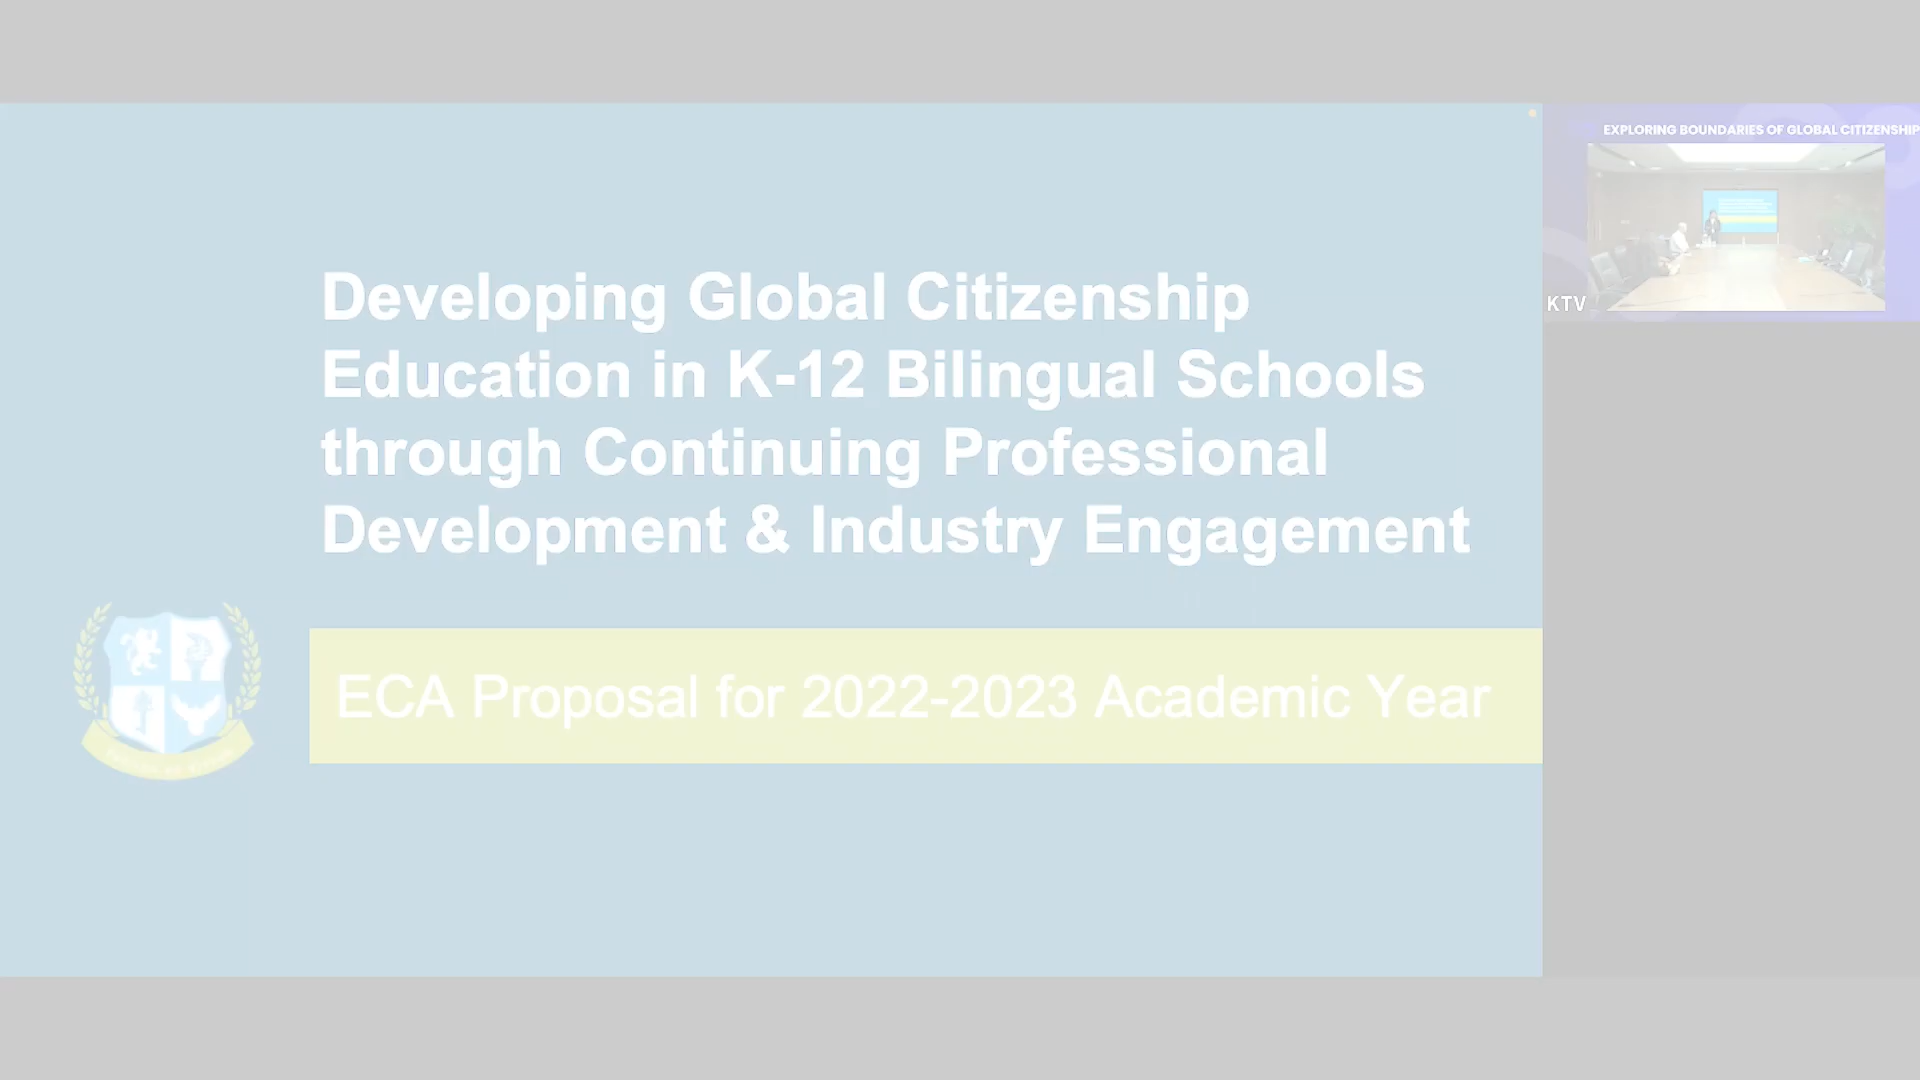 Developing Global Citizenship
Education in K-12 Bilingual Schools
through Continuing Professional
Development & Industry Engagement
ECA Proposal for 2022-2023 Academic Year
EXPLORING BOUNDARIES OF GLOBAL CITIZENSHIP
KTV